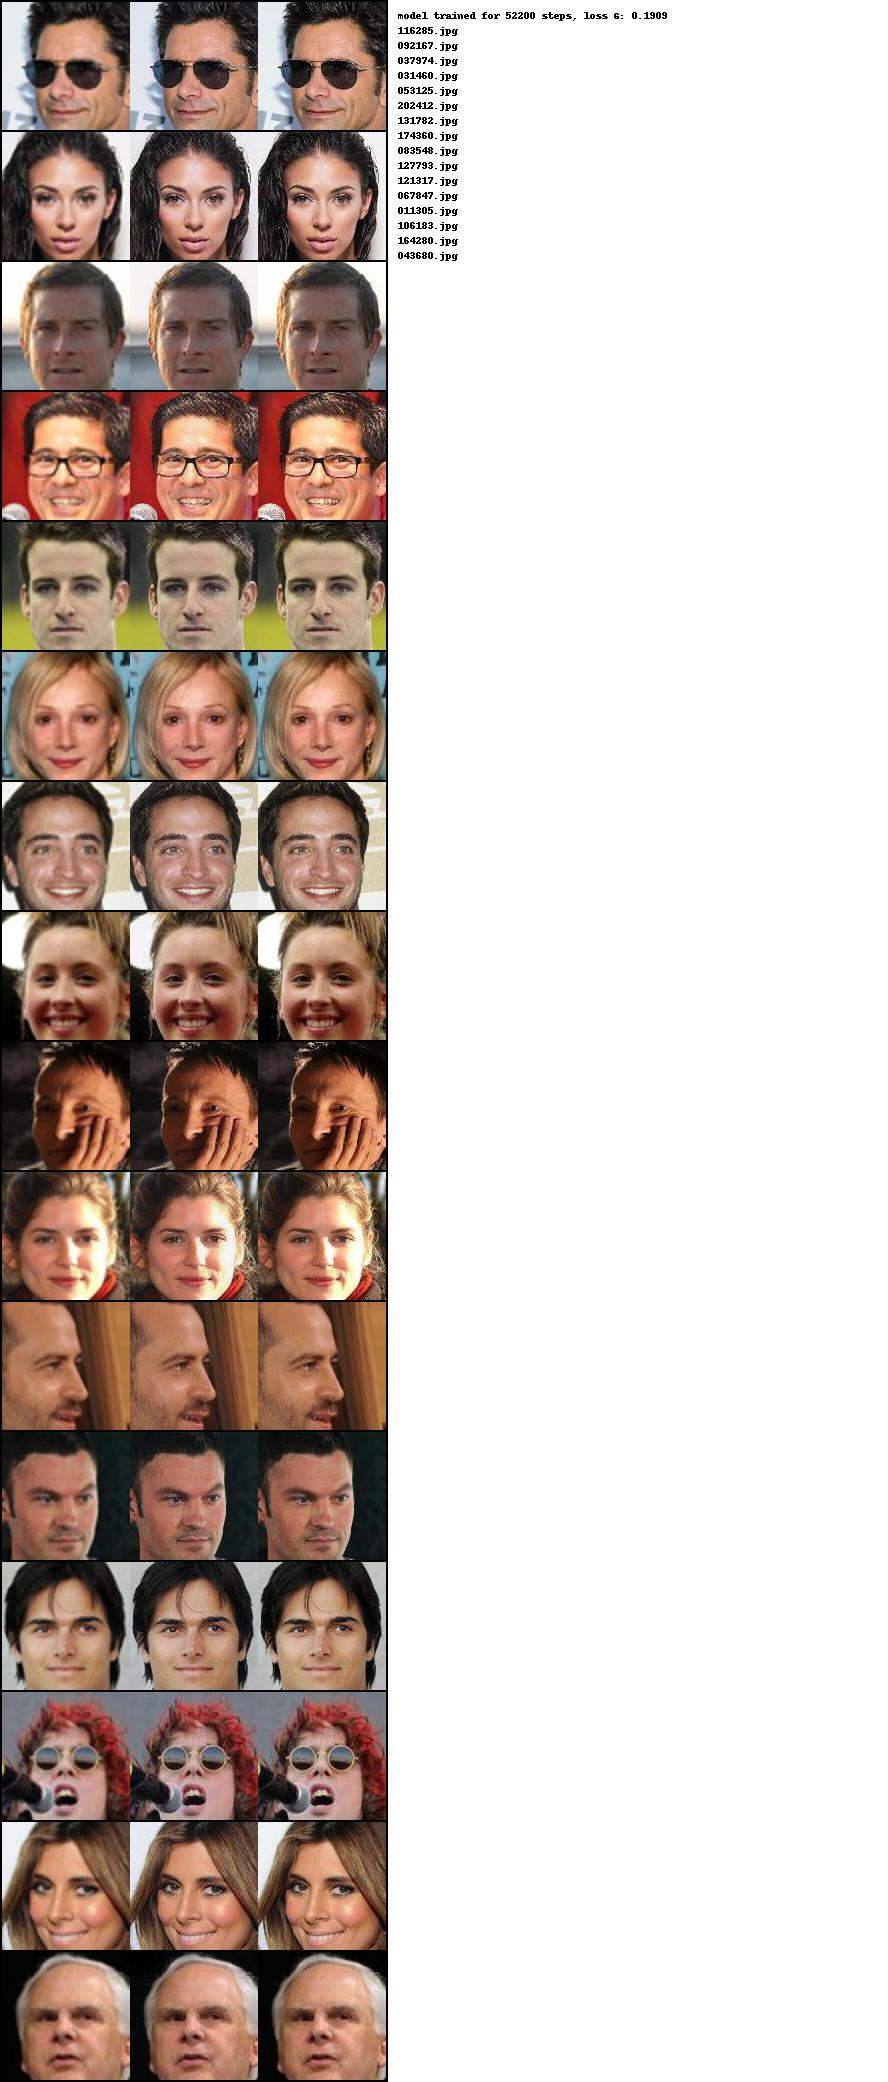 model trained for 52200 steps, loss G: 0.1909
116285.jpg
092167.jpg
037974.jpg
031460.jpg
053125.jpg
202412.jpg
131782.jpg
174360.jpg
083548.jpg
127793.jpg
121317.jpg
067847.jpg
011305.jpg
106183.jpg
164280.jpg
043680.jpg